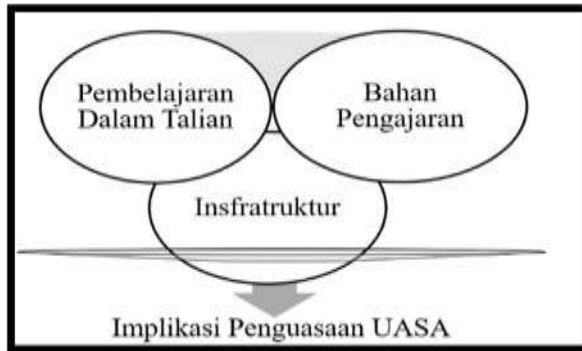 Pembelajaran
Dalam Talian
Bahan
Pengajaran
Insfratruktur
Implikasi Penguasaan UASA